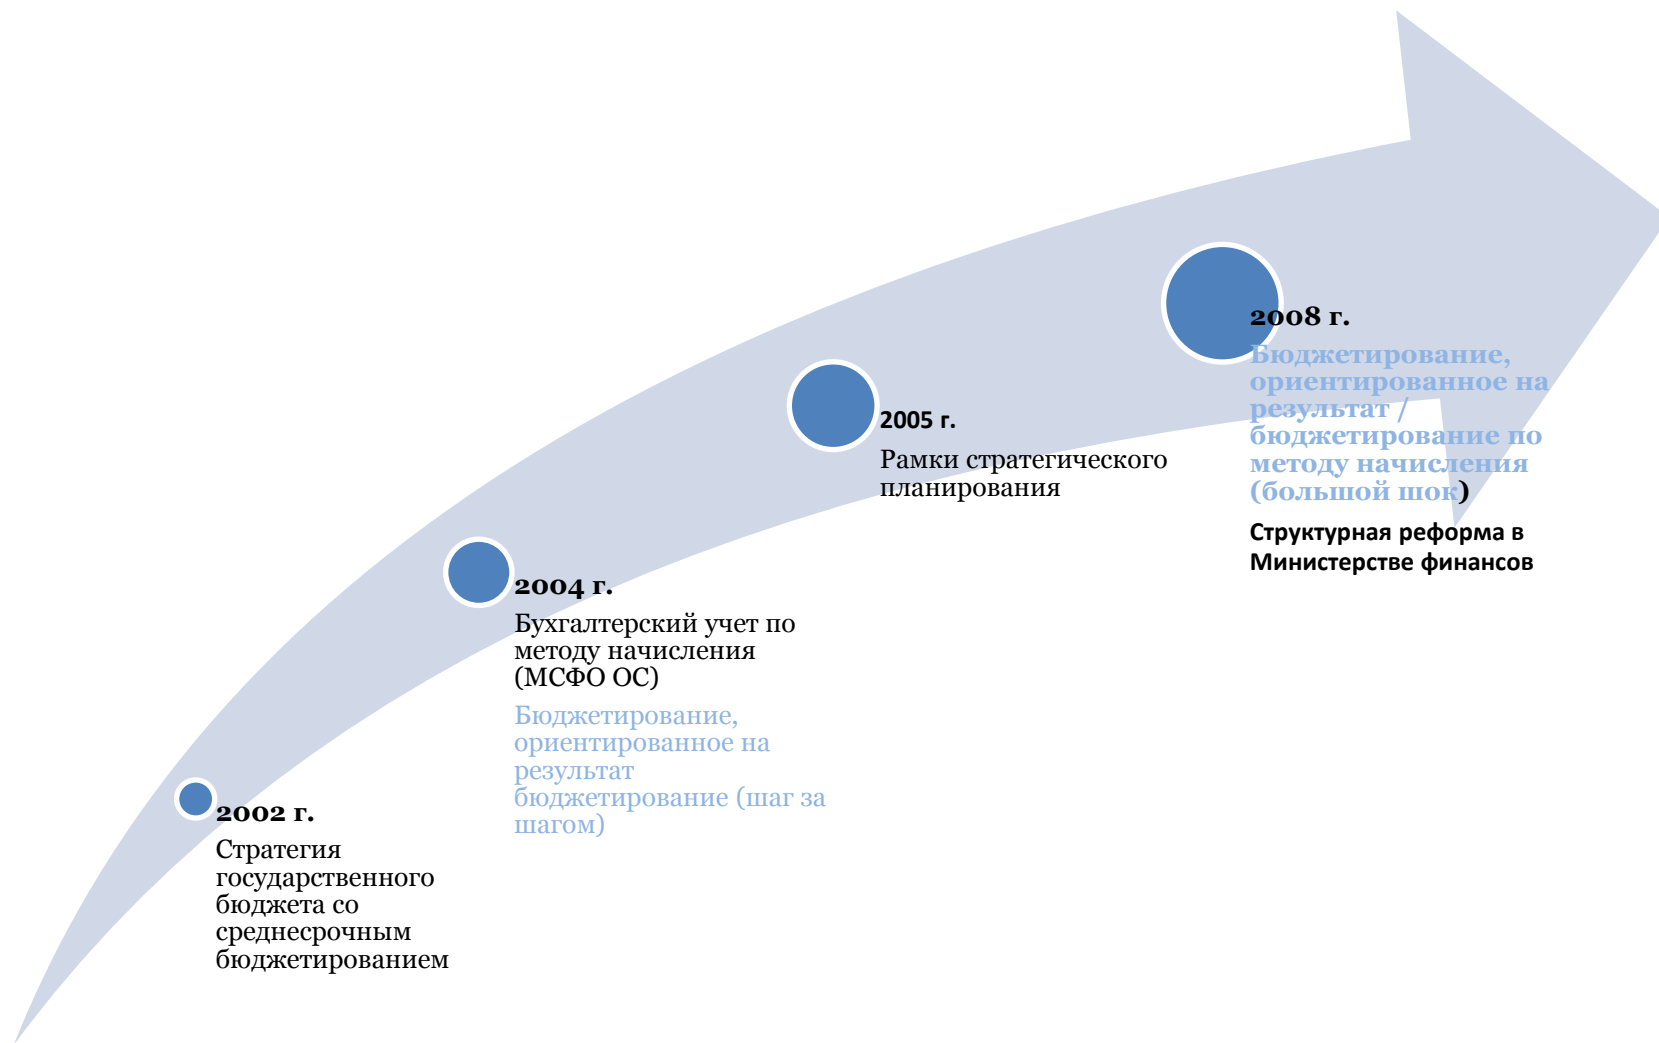 2002 г.
Стратегия
государственного
бюджета со
среднесрочным
бюджетированием
2004 г.
Бухгалтерский учет по
методу начисления
(МСФО ОС)
Бюджетирование,
ориентированное на
результат
бюджетирование (шаг за
шагом)
2005 г.
Рамки стратегического
планирования
2008 г.
Бюджетирование,
ориентированное на
результат /
бюджетирование по
методу начисления
(большой шок)
Структурная реформа в
Министерстве финансов